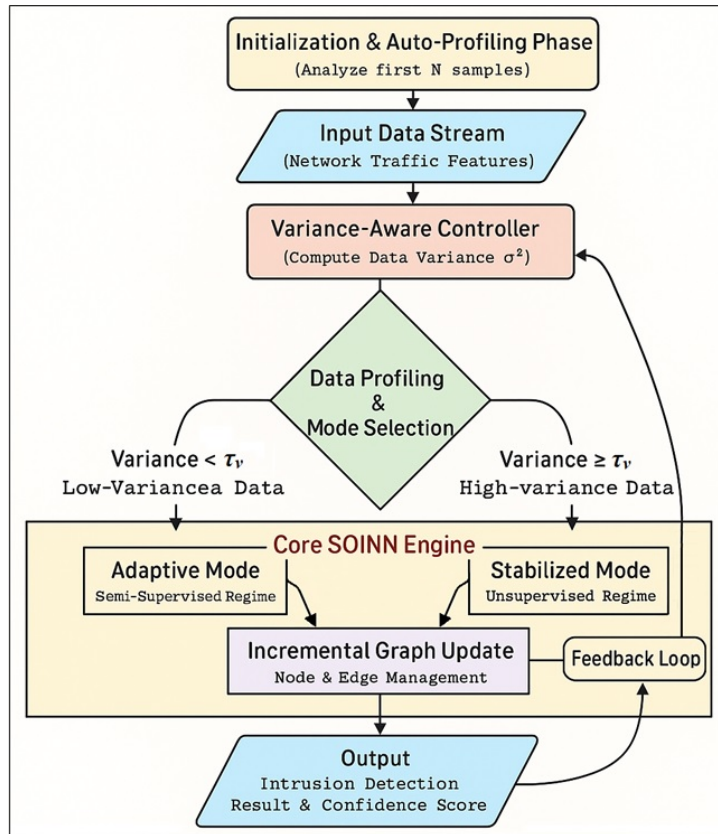 Initialization & Auto-Profiling Phase
(Analyze first N samples)
Input Data Stream
(Network Traffic Features)
Variance-Aware Controller
(Compute Data Variance σ²)
Data Profiling
&
Mode Selection
Variance < τᵥ
Low-Variancea Data
Variance ≥ τᵥ
High-variance Data
Core SOINN Engine
Adaptive Mode
Semi-Supervised Regime
Stabilized Mode
Unsupervised Regime
Incremental Graph Update
Node & Edge Management
Feedback Loop
Output
Intrusion Detection
Result & Confidence Score